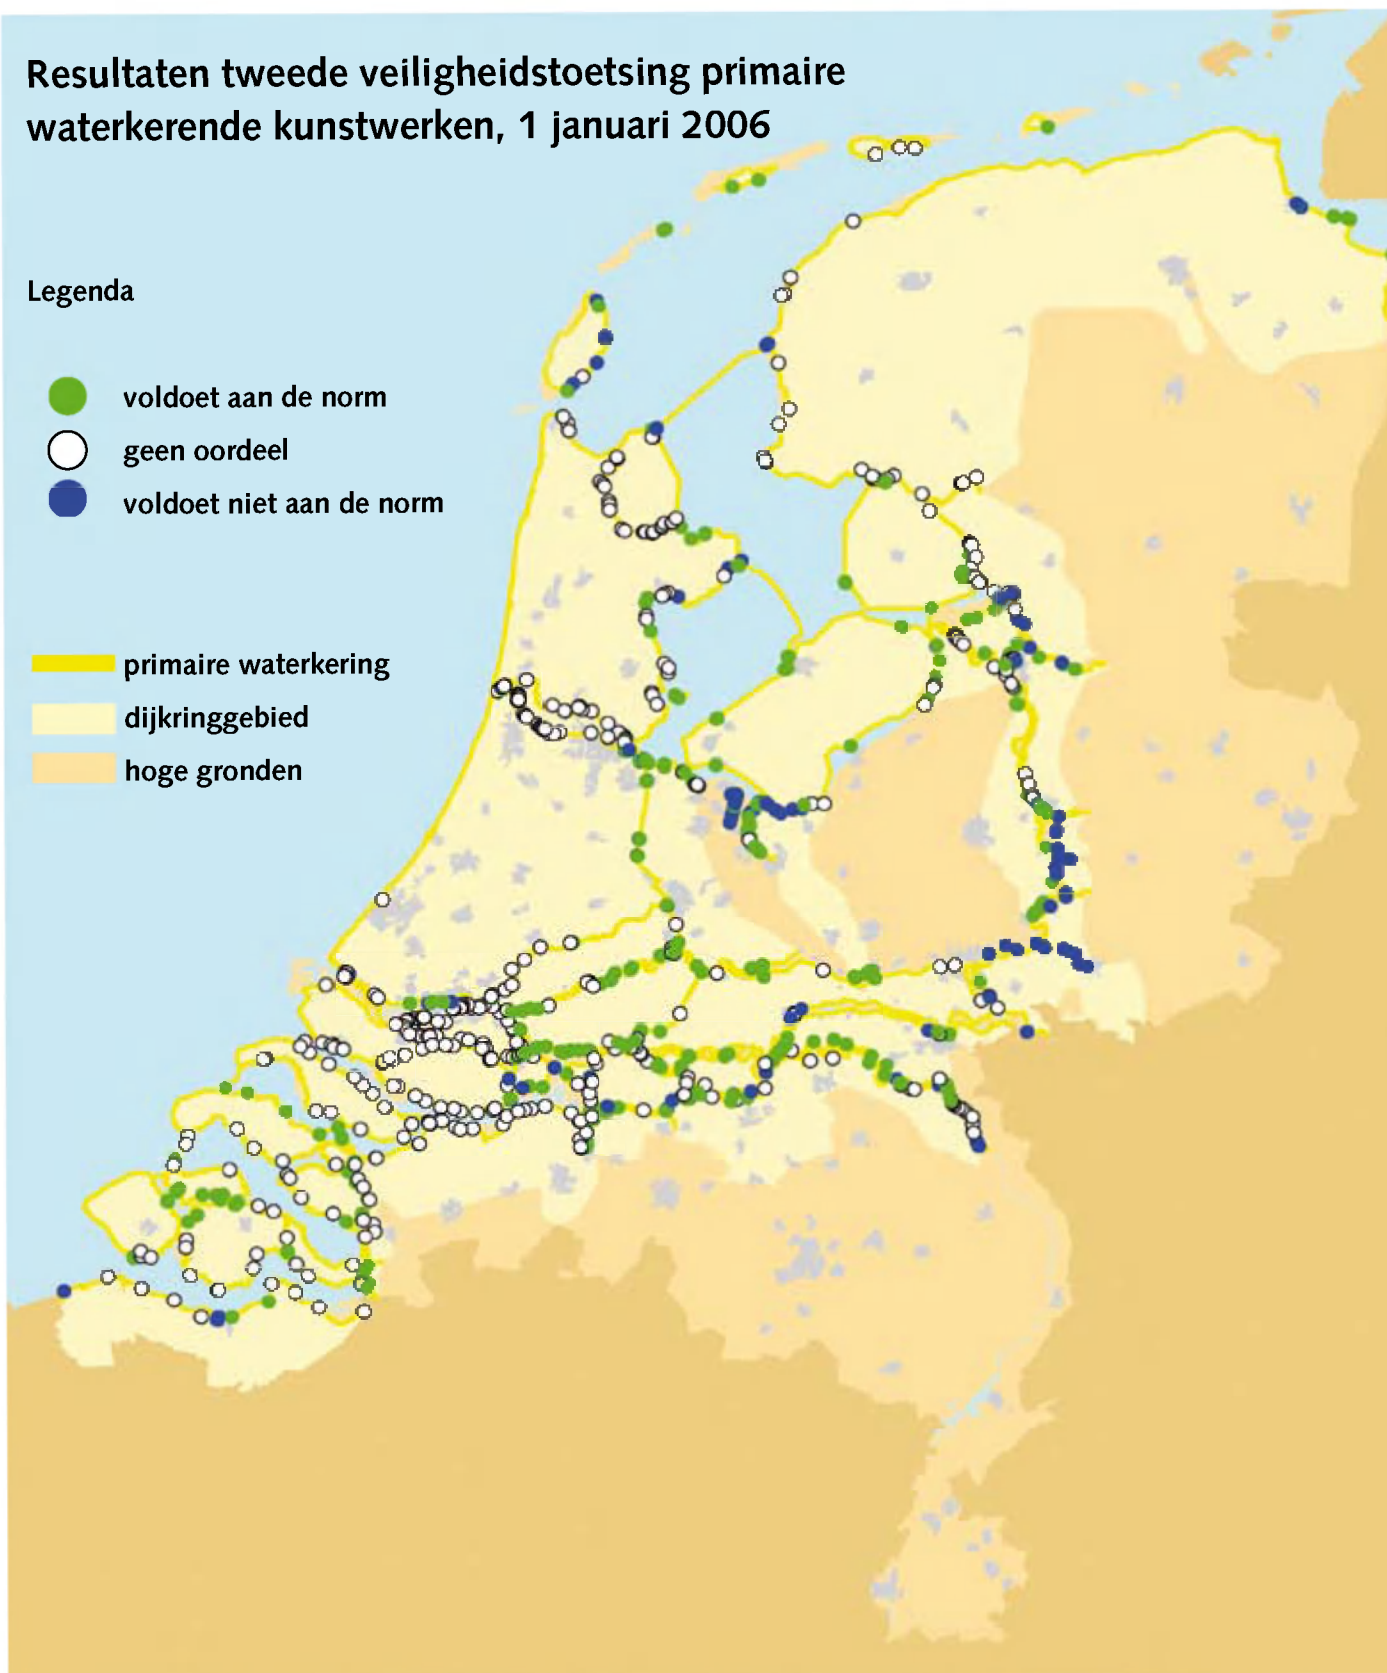 Resultaten tweede veiligheidstoetsing primaire
waterkerende kunstwerken, 1 januari 2006
Legenda
voldoet aan de norm
geen oordeel
voldoet niet aan de norm
primaire waterkering
dijkringgebied
hoge gronden